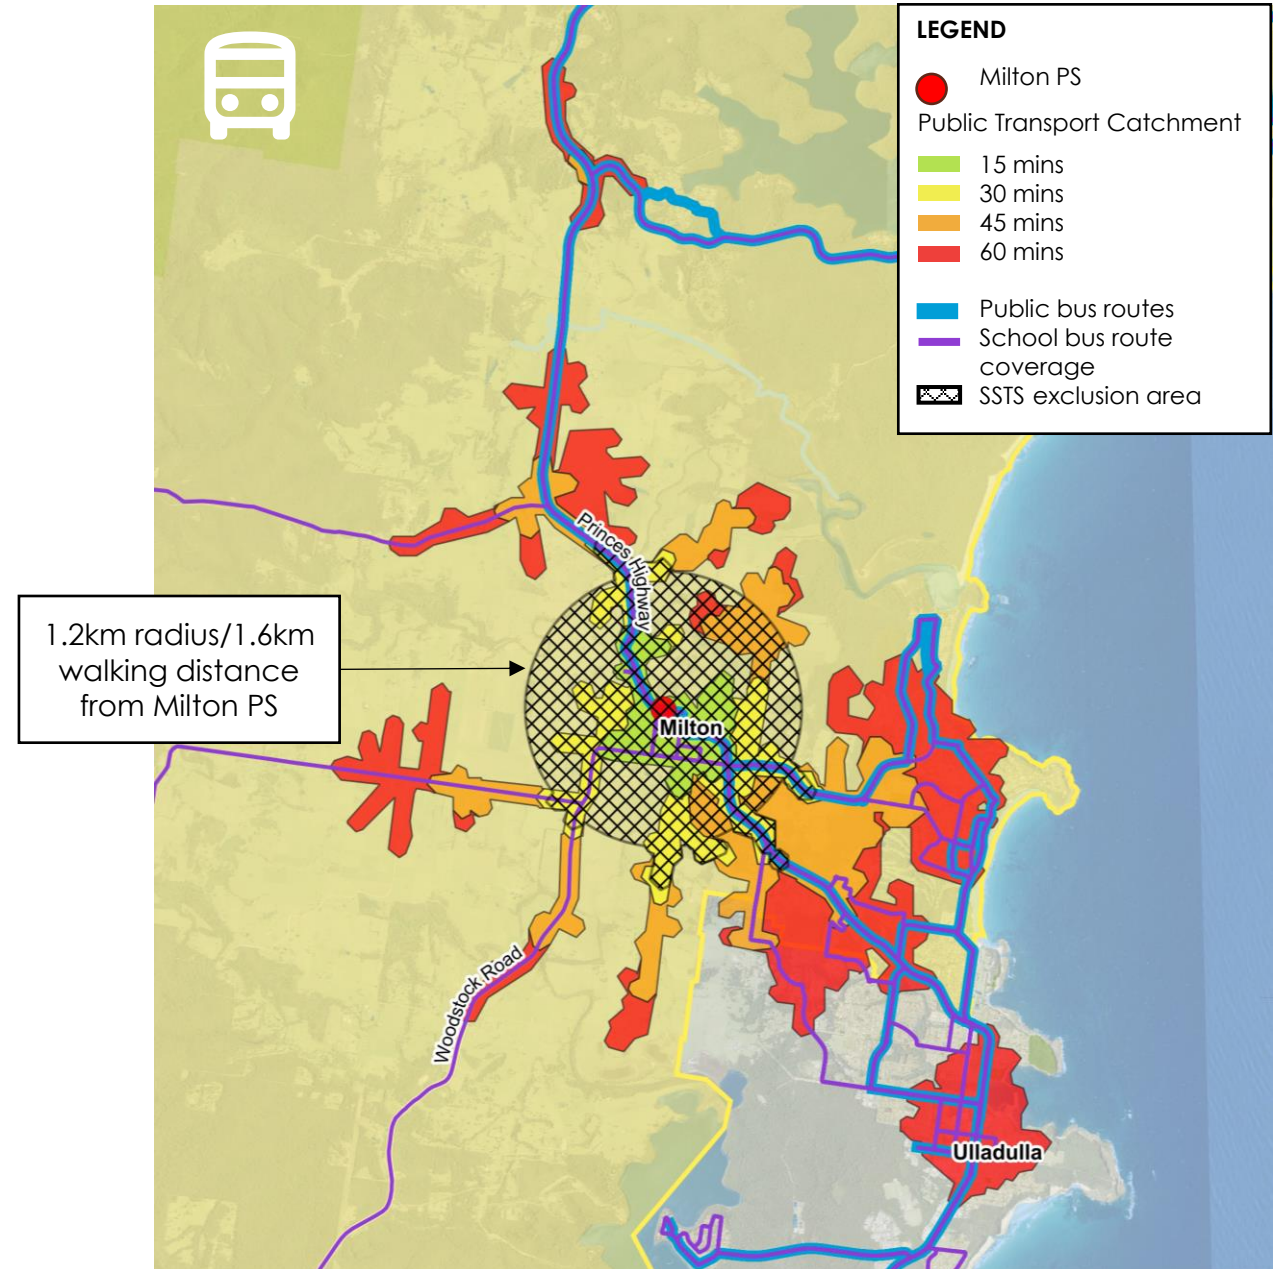 LEGEND
Milton PS
Public Transport Catchment
15 mins
30 mins
45 mins
60 mins
Public bus routes
School bus route
coverage
SSTS exclusion area
Princes Highway
1.2km radius/1.6km
walking distance
from Milton PS
Milton
Woodstock Road
Ulladulla